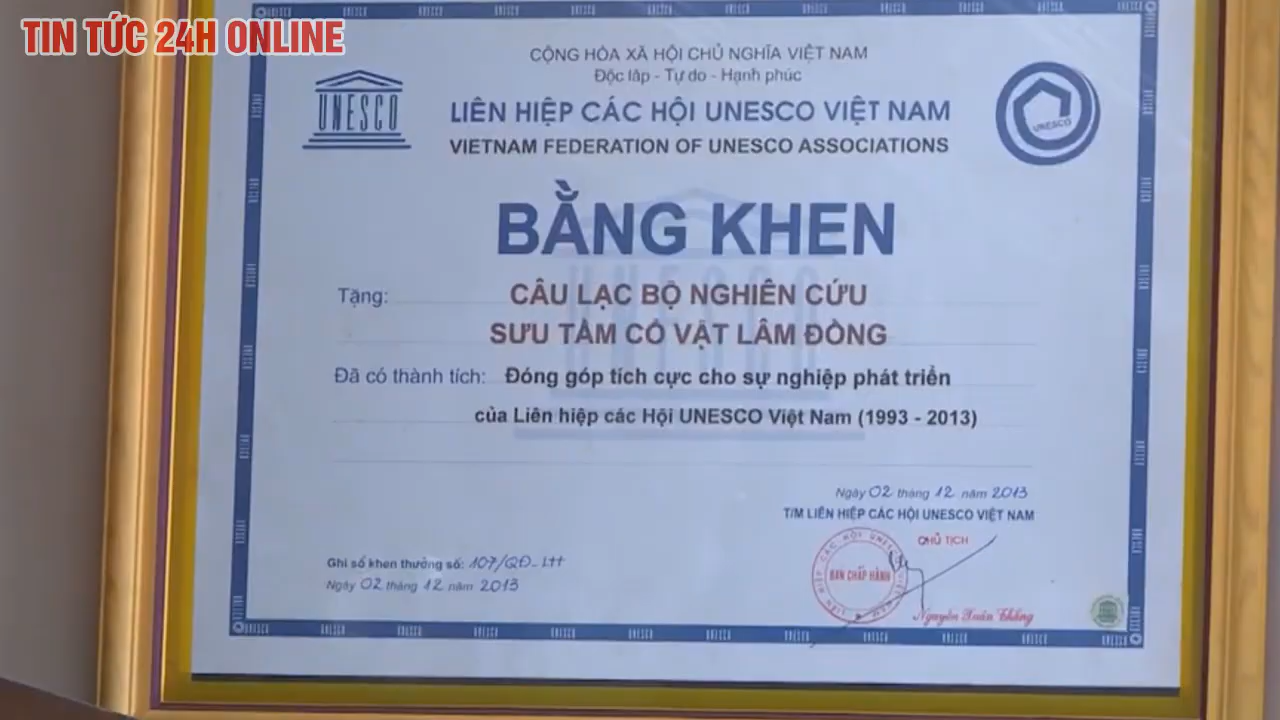 TIN TỨC 24H ONLINE
CỘNG HÒA XÃ HỘI CHỦ NGHĨA VIỆT NAM
Độc lập - Tự do - Hạnh phúc
UNESCO
LIÊN HIỆP CÁC HỘI UNESCO VIỆT NAM
UNESCO
VIETNAM FEDERATION OF UNESCO ASSOCIATIONS
BẰNG KHEN
Tặng: CÂU LẠC BỘ NGHIÊN CỨU
SƯU TẦM CỔ VẬT LÂM ĐỒNG
Đã có thành tích: Đóng góp tích cực cho sự nghiệp phát triển
của Liên hiệp các Hội UNESCO Việt Nam (1993 - 2013)
Ngày 02 tháng 12 năm 2013
T/M LIÊN HIỆP CÁC HỘI UNESCO VIỆT NAM
CHỦ TỊCH
BAN CHẤP HÀNH
Ghi sổ khen thưởng số: 107/QĐ-LH
Ngày 02 tháng 12 năm 2013
Nguyễn Xuân Thắng